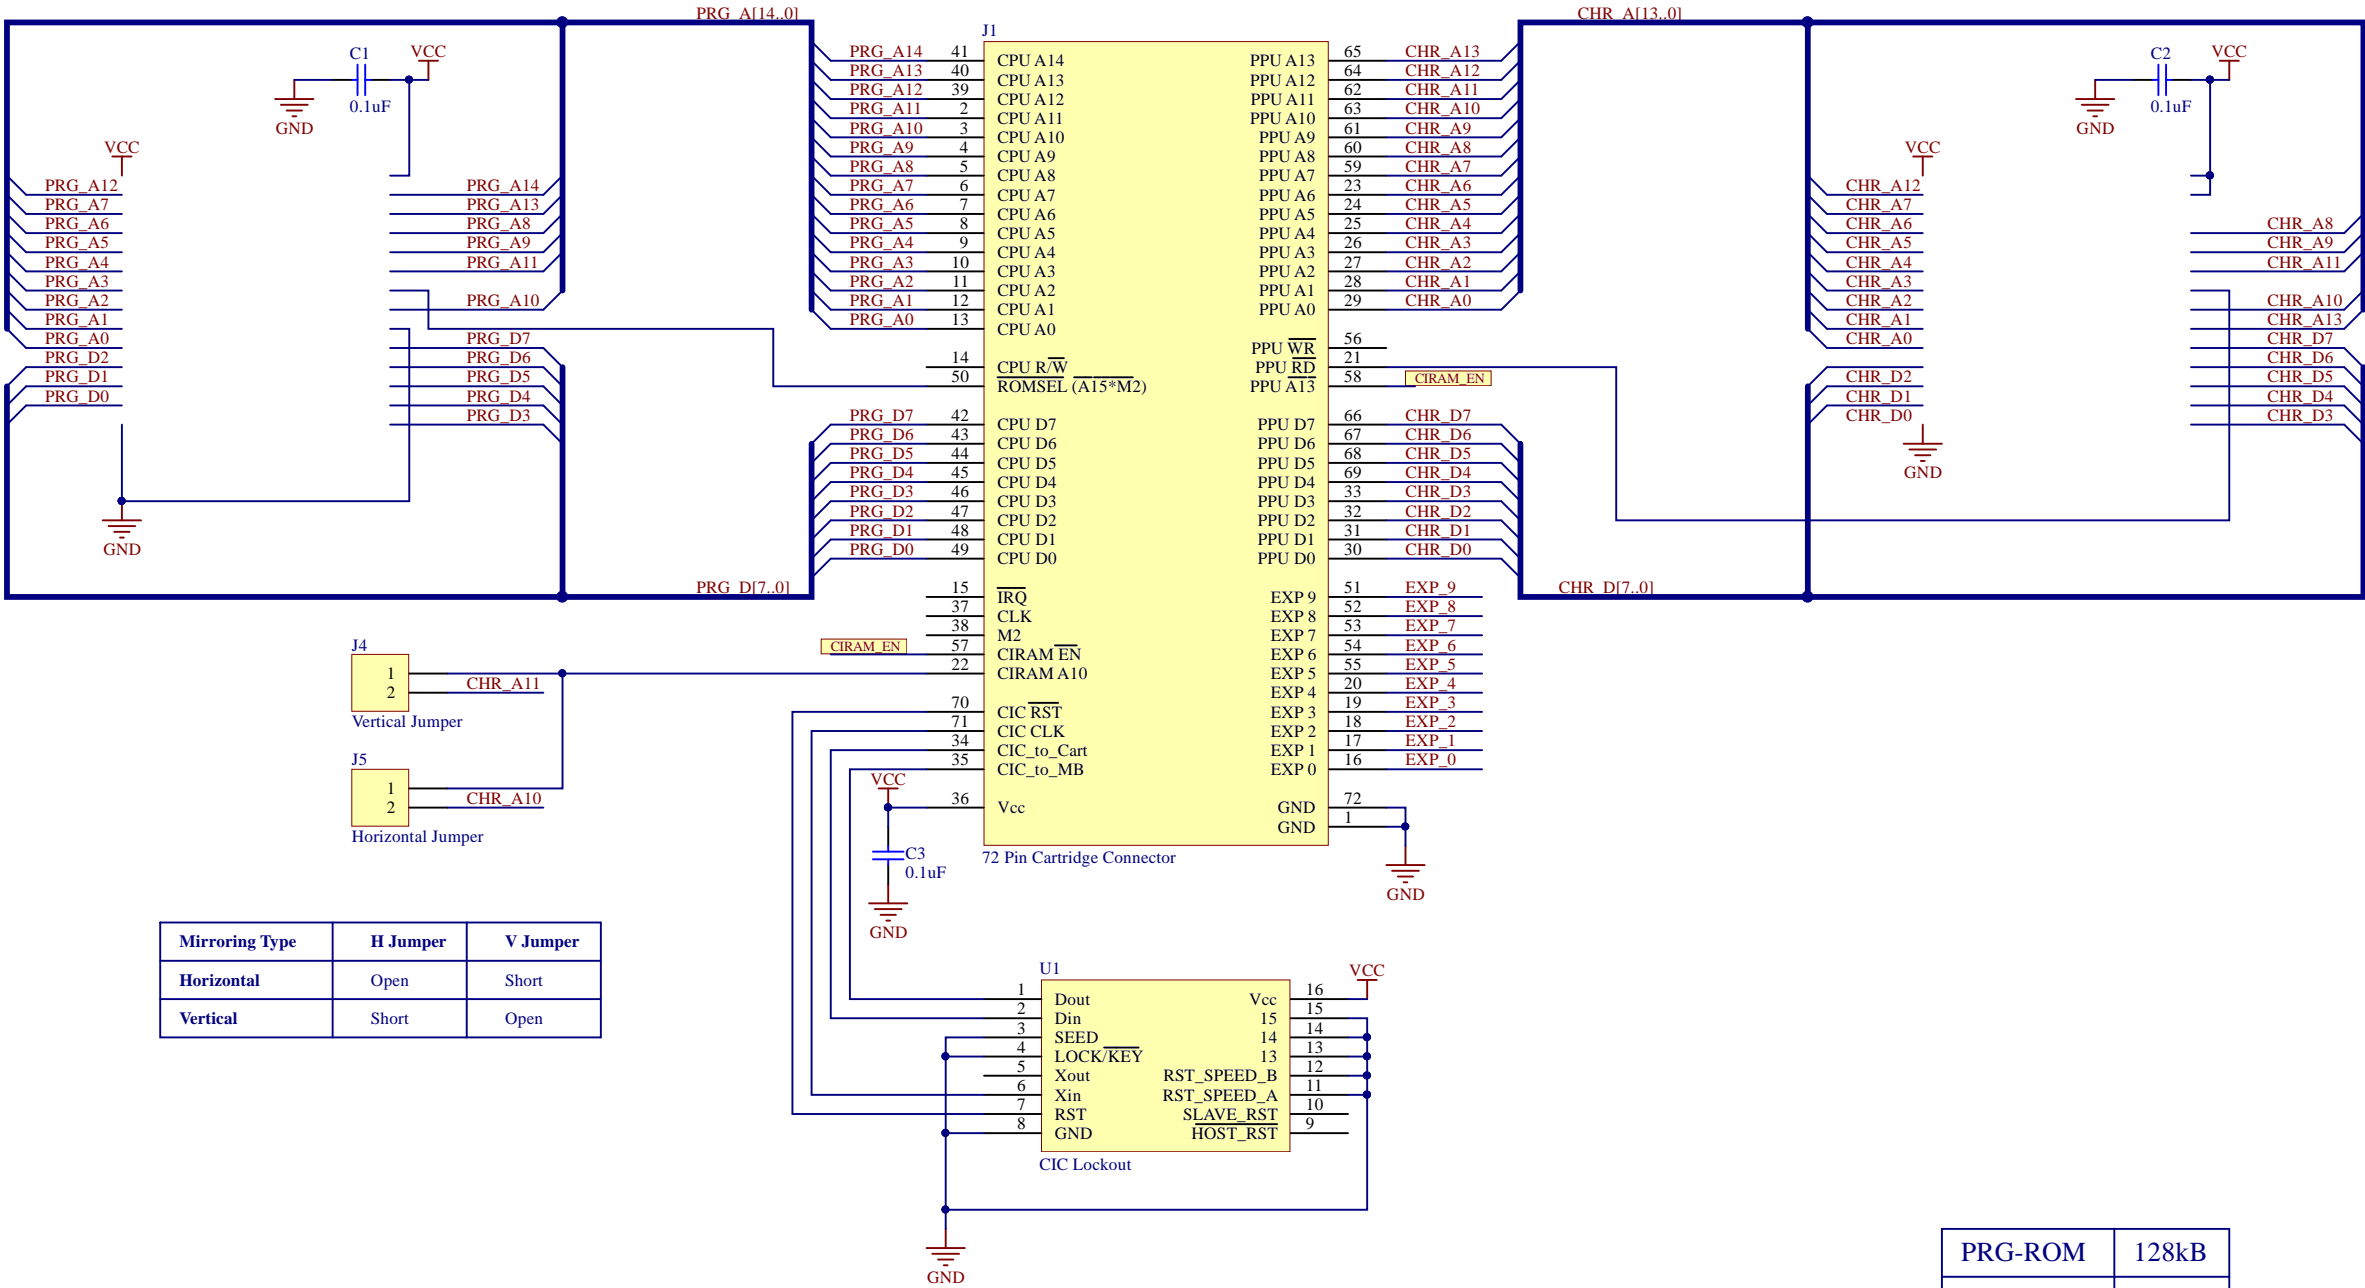 PRG_A[14..0]
CHR_A[13..0]
C1
VCC
0.1uF
GND
VCC
PRG_A12
PRG_A7
PRG_A6
PRG_A5
PRG_A4
PRG_A3
PRG_A2
PRG_A1
PRG_A0
PRG_D2
PRG_D1
PRG_D0
GND
PRG_A14
PRG_A13
PRG_A8
PRG_A9
PRG_A11
PRG_A10
PRG_D7
PRG_D6
PRG_D5
PRG_D4
PRG_D3
PRG_D[7..0]
J1
PRG_A14 41 CPU A14
PRG_A13 40 CPU A13
PRG_A12 39 CPU A12
PRG_A11 2 CPU A11
PRG_A10 3 CPU A10
PRG_A9 4 CPU A9
PRG_A8 5 CPU A8
PRG_A7 6 CPU A7
PRG_A6 7 CPU A6
PRG_A5 8 CPU A5
PRG_A4 9 CPU A4
PRG_A3 10 CPU A3
PRG_A2 11 CPU A2
PRG_A1 12 CPU A1
PRG_A0 13 CPU A0
14 CPU R/W
50 ROMSEL (A15*M2)
PRG_D7 42 CPU D7
PRG_D6 43 CPU D6
PRG_D5 44 CPU D5
PRG_D4 45 CPU D4
PRG_D3 46 CPU D3
PRG_D2 47 CPU D2
PRG_D1 48 CPU D1
PRG_D0 49 CPU D0
15 IRQ
37 CLK
38 M2
CIRAM_EN 57 CIRAM EN
22 CIRAM A10
70 CIC RST
71 CIC CLK
34 CIC_to_Cart
35 CIC_to_MB
36 Vcc
PPU A13 65 CHR_A13
PPU A12 64 CHR_A12
PPU A11 62 CHR_A11
PPU A10 63 CHR_A10
PPU A9 61 CHR_A9
PPU A8 60 CHR_A8
PPU A7 59 CHR_A7
PPU A6 23 CHR_A6
PPU A5 24 CHR_A5
PPU A4 25 CHR_A4
PPU A3 26 CHR_A3
PPU A2 27 CHR_A2
PPU A1 28 CHR_A1
PPU A0 29 CHR_A0
PPU WR 56
PPU RD 21
PPU A13 58 CIRAM_EN
PPU D7 66 CHR_D7
PPU D6 67 CHR_D6
PPU D5 68 CHR_D5
PPU D4 69 CHR_D4
PPU D3 33 CHR_D3
PPU D2 32 CHR_D2
PPU D1 31 CHR_D1
PPU D0 30 CHR_D0
EXP 9 51 EXP_9
EXP 8 52 EXP_8
EXP 7 53 EXP_7
EXP 6 54 EXP_6
EXP 5 55 EXP_5
EXP 4 20 EXP_4
EXP 3 19 EXP_3
EXP 2 18 EXP_2
EXP 1 17 EXP_1
EXP 0 16 EXP_0
GND 72
GND 1
72 Pin Cartridge Connector
GND
CHR_D[7..0]
C2
VCC
0.1uF
GND
VCC
CHR_A12
CHR_A7
CHR_A6
CHR_A5
CHR_A4
CHR_A3
CHR_A2
CHR_A1
CHR_A0
CHR_D2
CHR_D1
CHR_D0
GND
CHR_A8
CHR_A9
CHR_A11
CHR_A10
CHR_A13
CHR_D7
CHR_D6
CHR_D5
CHR_D4
CHR_D3
J4
1
2 CHR_A11
Vertical Jumper
J5
1
2 CHR_A10
Horizontal Jumper
VCC
C3
0.1uF
GND
Mirroring Type H Jumper V Jumper
Horizontal Open Short
Vertical Short Open
U1
VCC
1 Dout Vcc 16
2 Din 15 15
3 SEED 14 14
4 LOCK/KEY 13 13
5 Xout RST_SPEED_B 12
6 Xin RST_SPEED_A 11
7 RST SLAVE_RST 10
8 GND HOST_RST 9
CIC Lockout
GND
PRG-ROM 128kB